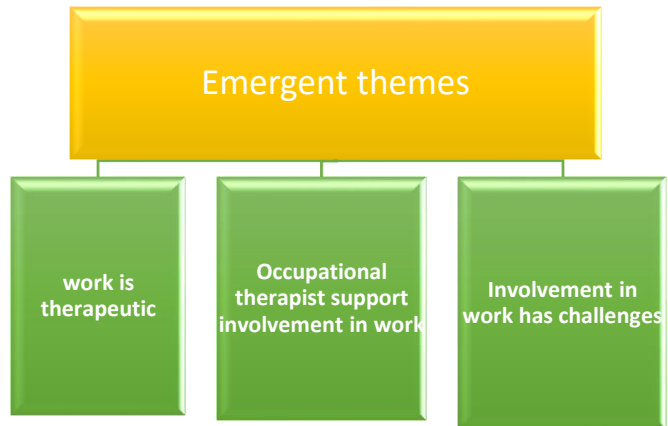 Emergent themes
work is
therapeutic
Occupational
therapist support
involvement in work
Involvement in
work has challenges